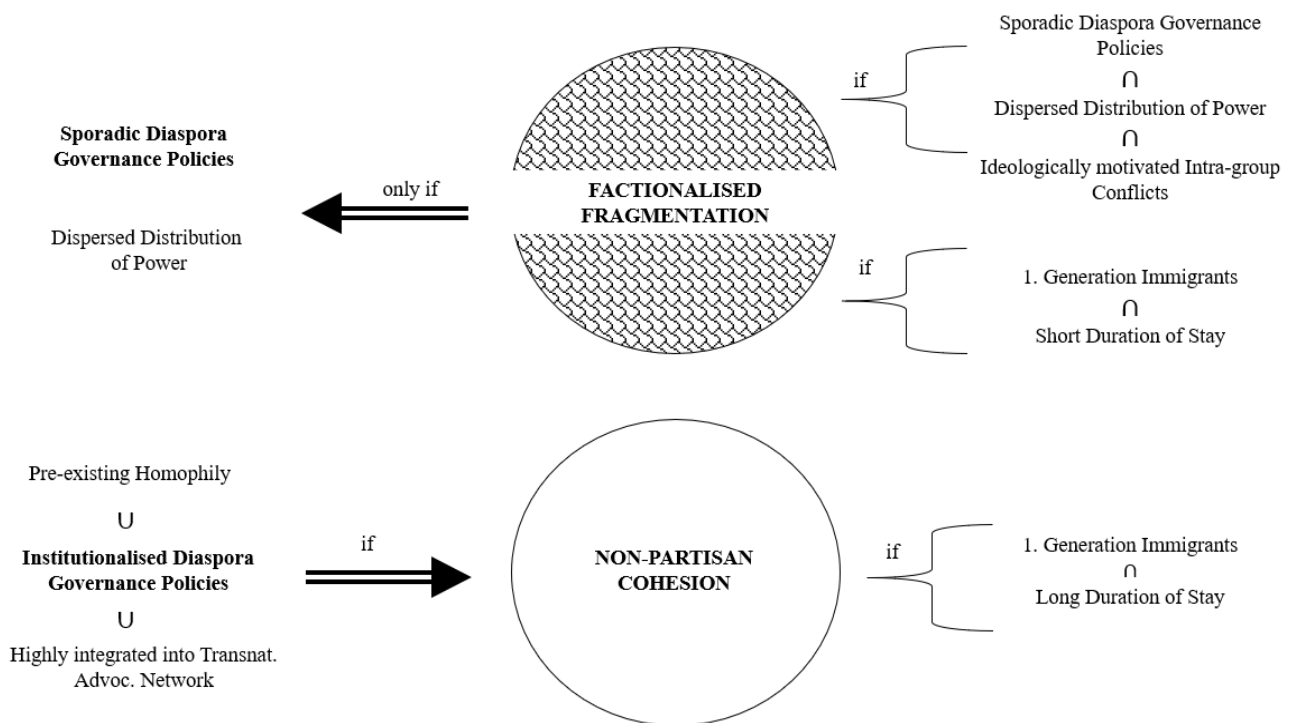 Sporadic Diaspora
Governance Policies
only if
Dispersed Distribution
of Power
FACTIONALISED
FRAGMENTATION
if
Sporadic Diaspora Governance
Policies
∩
Dispersed Distribution of Power
∩
Ideologically motivated Intra-group
Conflicts
if
1. Generation Immigrants
∩
Short Duration of Stay
Pre-existing Homophily
∪
Institutionalised Diaspora
Governance Policies
∪
Highly integrated into Transnat.
Advoc. Network
if
NON-PARTISAN
COHESION
if
1. Generation Immigrants
∩
Long Duration of Stay